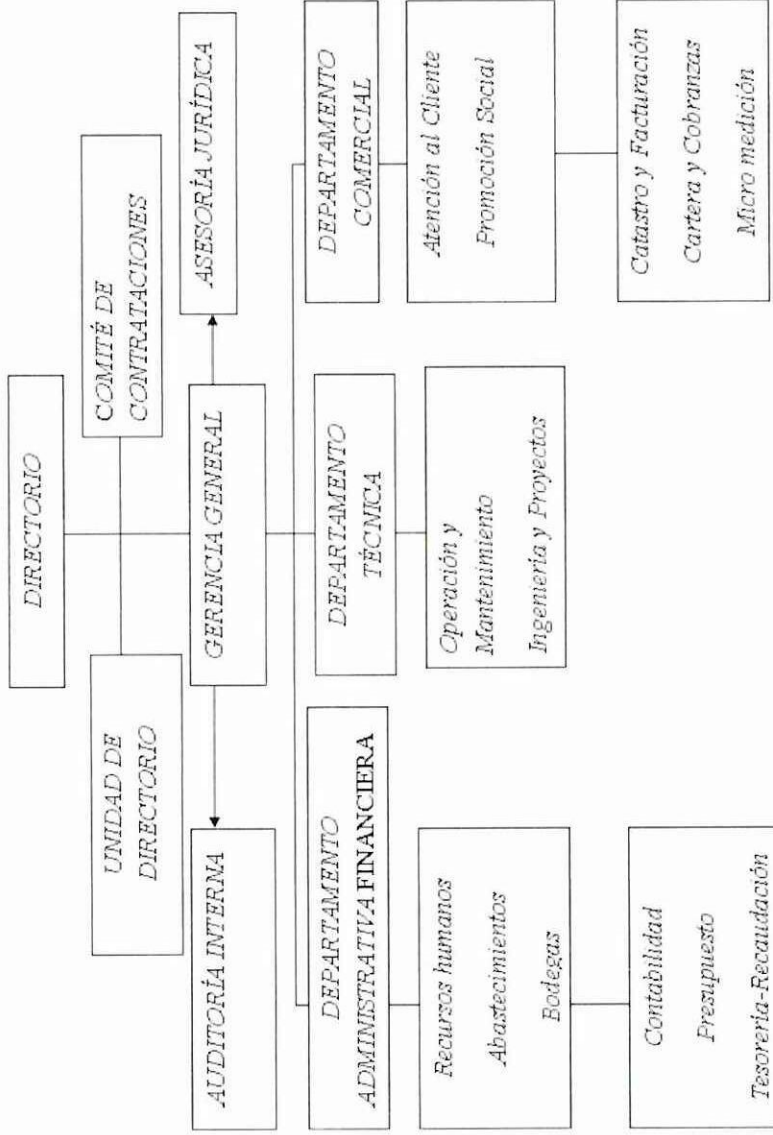 DIRECTORIO
UNIDAD DE
DIRECTORIO
COMITÉ DE
CONTRATACIONES
AUDITORÍA INTERNA
GERENCIA GENERAL
ASESORÍA JURÍDICA
DEPARTAMENTO
ADMINISTRATIVA FINANCIERA
DEPARTAMENTO
TÉCNICA
DEPARTAMENTO
COMERCIAL
Recursos humanos
Abastecimientos
Bodegas
Operación y
Mantenimiento
Ingeniería y Proyectos
Atención al Cliente
Promoción Social
Contabilidad
Presupuesto
Tesorería-Recaudación
Catastro y Facturación
Cartera y Cobranzas
Micro medición